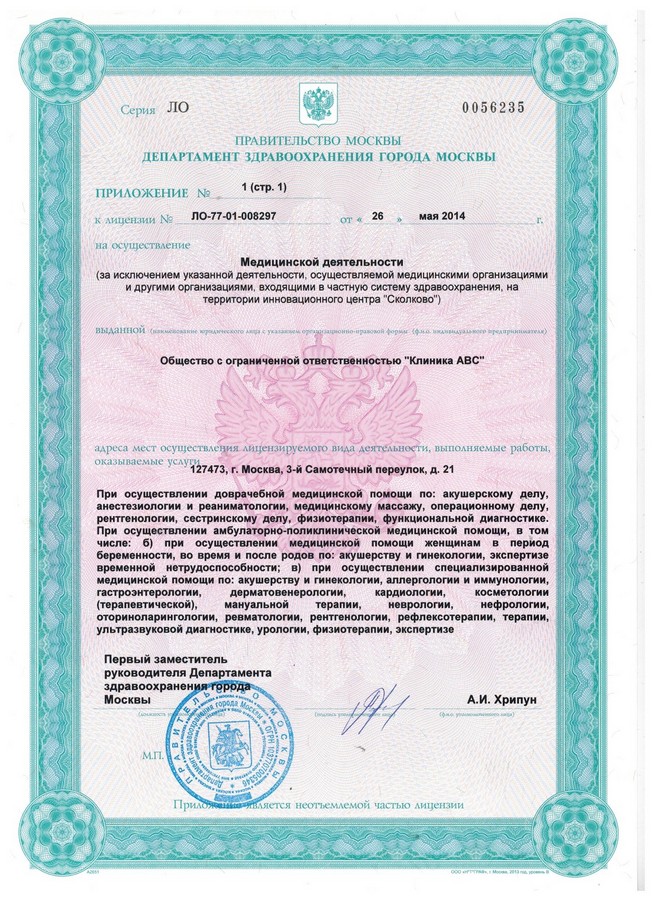 Серия ЛО
0056235
ПРАВИТЕЛЬСТВО МОСКВЫ
ДЕПАРТАМЕНТ ЗДРАВООХРАНЕНИЯ ГОРОДА МОСКВЫ
ПРИЛОЖЕНИЕ № 1 (стр. 1)
к лицензии № ЛО-77-01-008297 от « 26 » мая 2014 г.
на осуществление
Медицинской деятельности
(за исключением указанной деятельности, осуществляемой медицинскими организациями
и другими организациями, входящими в частную систему здравоохранения, на
территории инновационного центра "Сколково")
выданной (наименование юридического лица с указанием организационно-правовой формы (ф.и.о. индивидуального предпринимателя)
Общество с ограниченной ответственностью "Клиника АВС"
адреса мест осуществления лицензируемого вида деятельности, выполняемые работы,
оказываемые услуги
127473, г. Москва, 3-й Самотечный переулок, д. 21
При осуществлении доврачебной медицинской помощи по: акушерскому делу,
анестезиологии и реаниматологии, медицинскому массажу, операционному делу,
рентгенологии, сестринскому делу, физиотерапии, функциональной диагностике.
При осуществлении амбулаторно-поликлинической медицинской помощи, в том
числе: б) при осуществлении медицинской помощи женщинам в период
беременности, во время и после родов по: акушерству и гинекологии, экспертизе
временной нетрудоспособности; в) при осуществлении специализированной
медицинской помощи по: акушерству и гинекологии, аллергологии и иммунологии,
гастроэнтерологии, дерматовенерологии, кардиологии, косметологии
(терапевтической), мануальной терапии, неврологии, нефрологии,
оториноларингологии, ревматологии, рентгенологии, рефлексотерапии, терапии,
ультразвуковой диагностике, урологии, физиотерапии, экспертизе
Первый заместитель
руководителя Департамента
здравоохранения города
Москвы
А.И. Хрипун
(подпись уполномоченного лица)
(ф.и.о. уполномоченного лица)
М.П.
ПРАВИТЕЛЬСТВО МОСКВЫ
Департамент здравоохранения города Москвы
Приложение является неотъемлемой частью лицензии